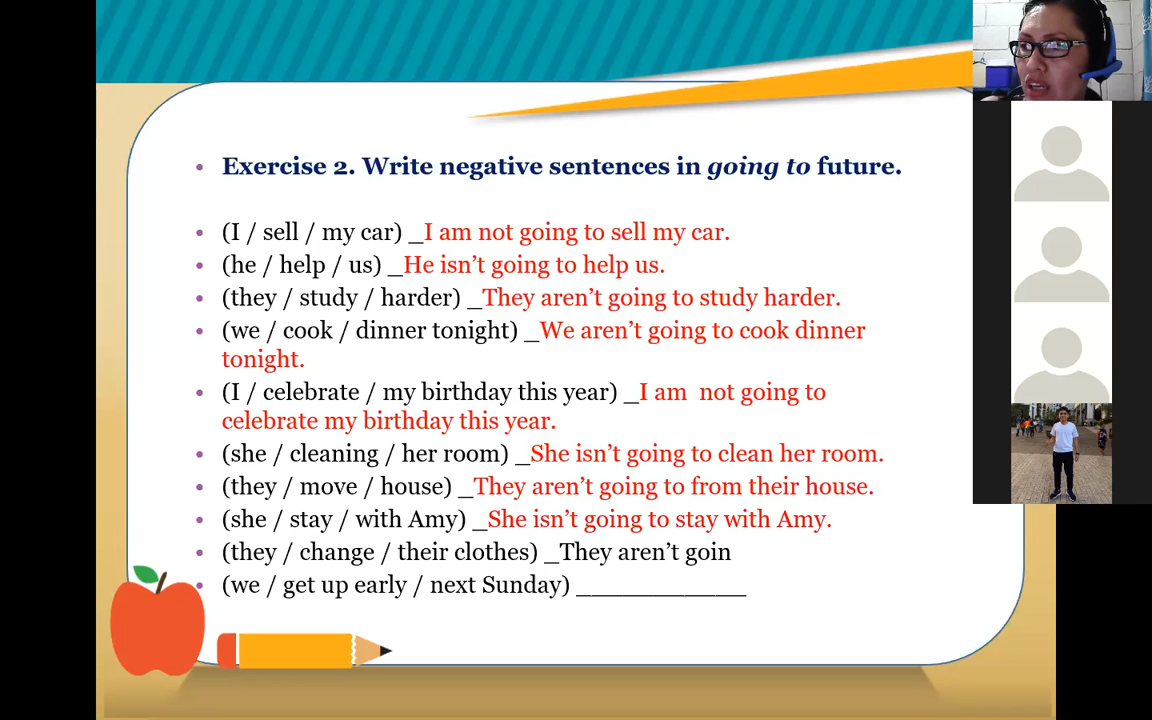 Exercise 2. Write negative sentences in going to future.
(I / sell / my car) _I am not going to sell my car.
(he / help / us) _He isn't going to help us.
(they / study / harder) _They aren't going to study harder.
(we / cook / dinner tonight) _We aren't going to cook dinner
tonight.
(I / celebrate / my birthday this year) _I am  not going to
celebrate my birthday this year.
(she / cleaning / her room) _She isn't going to clean her room.
(they / move / house) _They aren't going to from their house.
(she / stay / with Amy) _She isn't going to stay with Amy.
(they / change / their clothes) _They aren't goin
(we / get up early / next Sunday) ______________